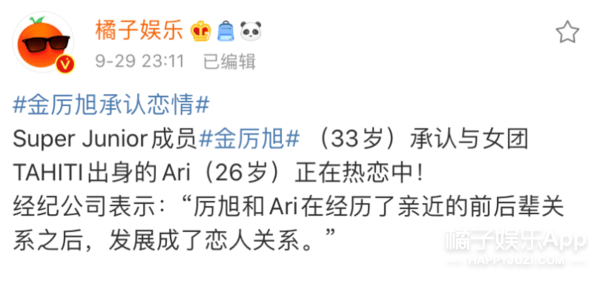 橘子娱乐
9-29 23:11 已编辑
#金厉旭承认恋情#
Super Junior成员#金厉旭#（33岁）承认与女团
TAHITI出身的Ari（26岁）正在热恋中！
经纪公司表示：“厉旭和Ari在经历了亲近的前后辈关
系之后，发展成了恋人关系。”
橘子娱乐App
HAPPYJUZI.COM